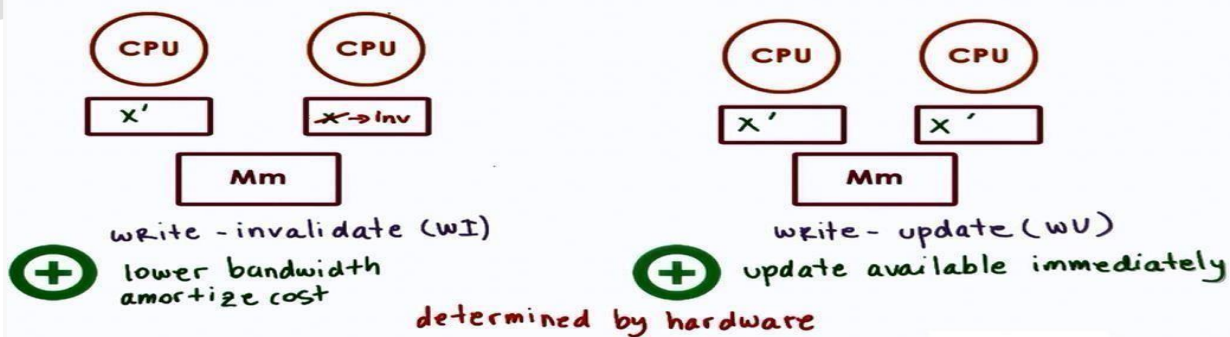 CPU CPU CPU CPU
X' X→Inv X' X'
Mm Mm
write - invalidate (WI) write - update (WU)
+ lower bandwidth + update available immediately
amortize cost
determined by hardware